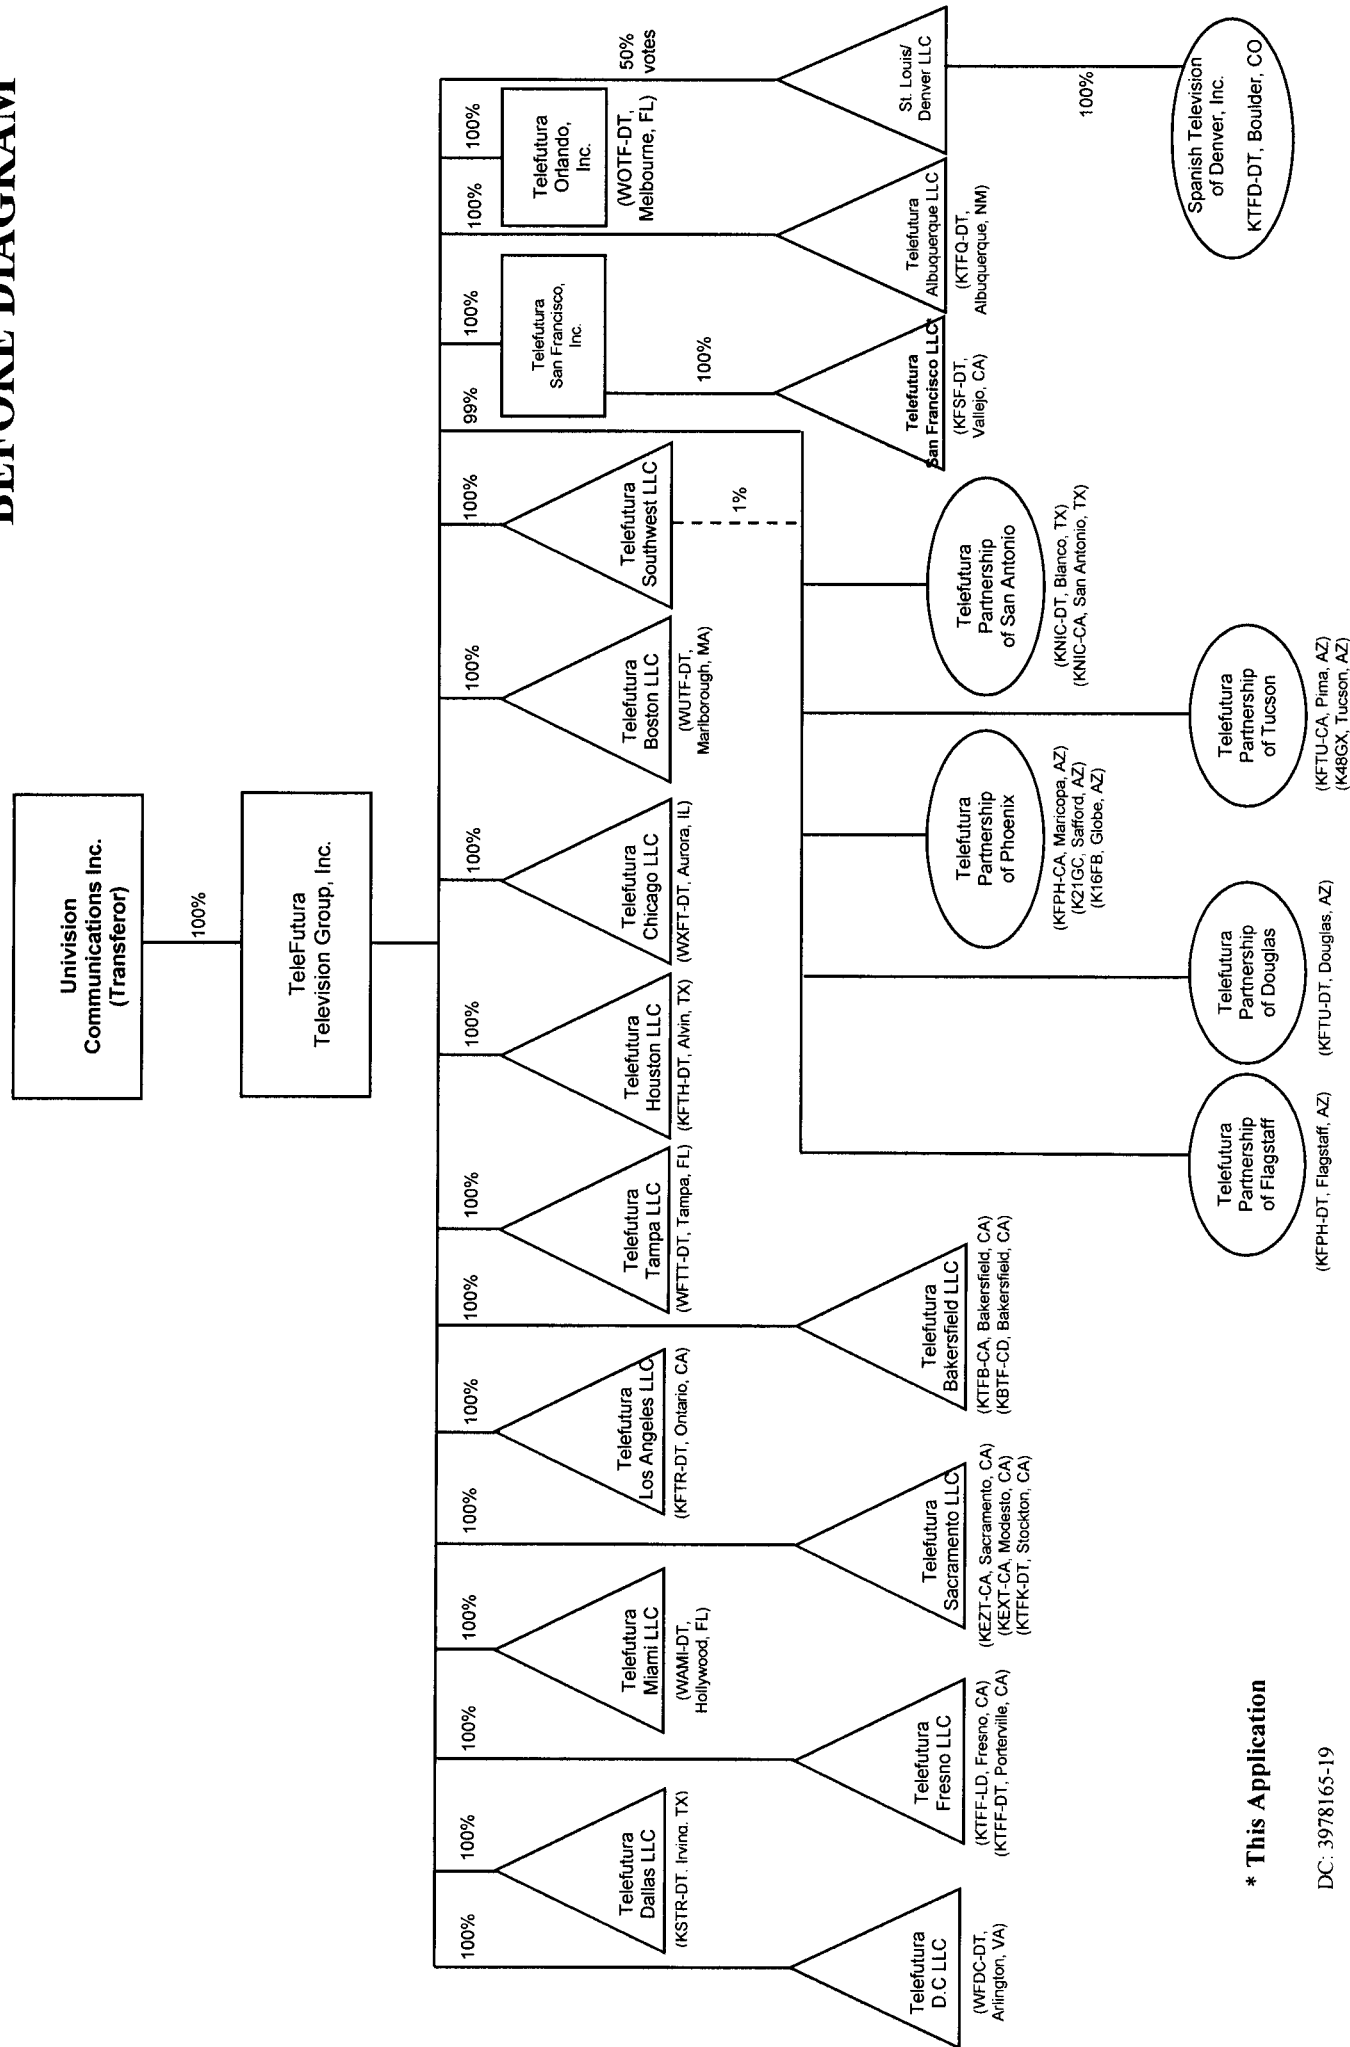 BEFORE DIAGRAM
Univision
Communications Inc.
(Transferor)
100%
TeleFutura
Television Group, Inc.
100%
100%
100%
100%
100%
100%
100%
100%
100%
100%
100%
100%
99%
100%
100%
100%
50%
votes
Telefutura
Dallas LLC
(KSTR-DT, Irving, TX)
Telefutura
Miami LLC
(WAMI-DT,
Hollywood, FL)
Telefutura
Los Angeles LLC
(KFTR-DT, Ontario, CA)
Telefutura
Tampa LLC
(WFTT-DT, Tampa, FL)
Telefutura
Houston LLC
(KFTH-DT, Alvin, TX)
Telefutura
Chicago LLC
(WXFT-DT, Aurora, IL)
Telefutura
Boston LLC
(WUTF-DT,
Marlborough, MA)
Telefutura
Southwest LLC
1%
Telefutura
San Francisco,
Inc.
100%
Telefutura
Orlando,
Inc.
(WOTF-DT,
Melbourne, FL)
Telefutura
D.C LLC
(WFDC-DT,
Arlington, VA)
Telefutura
Fresno LLC
(KTFF-LD, Fresno, CA)
(KTFF-DT, Porterville, CA)
Telefutura
Sacramento LLC
(KEZT-CA, Sacramento, CA)
(KEXT-CA, Modesto, CA)
(KTFK-DT, Stockton, CA)
Telefutura
Bakersfield LLC
(KTFB-CA, Bakersfield, CA)
(KBTF-CD, Bakersfield, CA)
Telefutura
Partnership
of Phoenix
(KFPH-CA, Maricopa, AZ)
(K21GC, Safford, AZ)
(K16FB, Globe, AZ)
Telefutura
Partnership
of San Antonio
(KNIC-DT, Blanco, TX)
(KNIC-CA, San Antonio, TX)
Telefutura
San Francisco LLC*
(KFSF-DT,
Vallejo, CA)
Telefutura
Albuquerque LLC
(KTFQ-DT,
Albuquerque, NM)
St. Louis/
Denver LLC
100%
Telefutura
Partnership
of Flagstaff
(KFPH-DT, Flagstaff, AZ)
Telefutura
Partnership
of Douglas
(KFTU-DT, Douglas, AZ)
Telefutura
Partnership
of Tucson
(KFTU-CA, Pima, AZ)
(K48GX, Tucson, AZ)
Spanish Television
of Denver, Inc.
KTFD-DT, Boulder, CO
* This Application
DC: 3978165-19